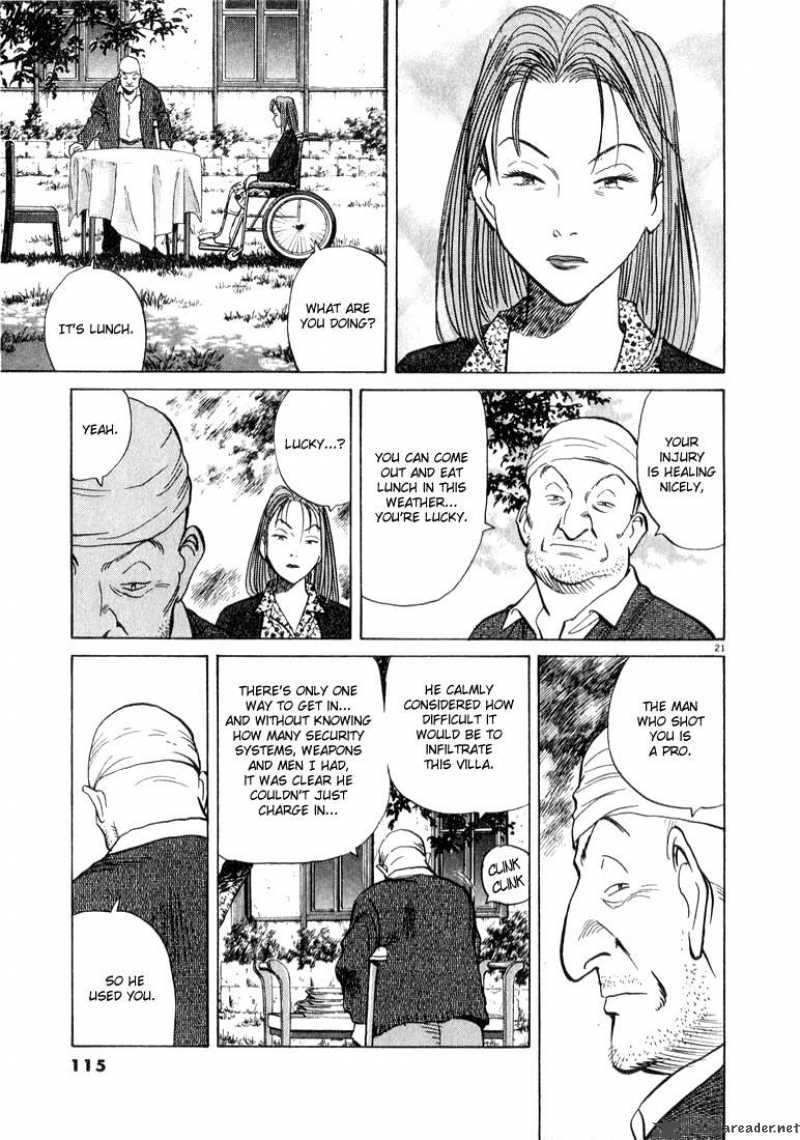 WHAT ARE
YOU DOING?
IT'S LUNCH.
YOUR
INJURY
IS HEALING
NICELY,
YOU CAN COME
OUT AND EAT
LUNCH IN THIS
WEATHER...
YOU'RE LUCKY.
LUCKY...?
YEAH.
21
THE MAN
WHO SHOT
YOU IS
A PRO.
HE CALMLY
CONSIDERED HOW
DIFFICULT IT
WOULD BE TO
INFILTRATE
THIS VILLA.
THERE'S ONLY ONE
WAY TO GET IN...
AND WITHOUT KNOWING
HOW MANY SECURITY
SYSTEMS, WEAPONS
AND MEN I HAD,
IT WAS CLEAR HE
COULDN'T JUST
CHARGE IN...
CLINK
CLINK
SO HE
USED YOU.
115
areader.net